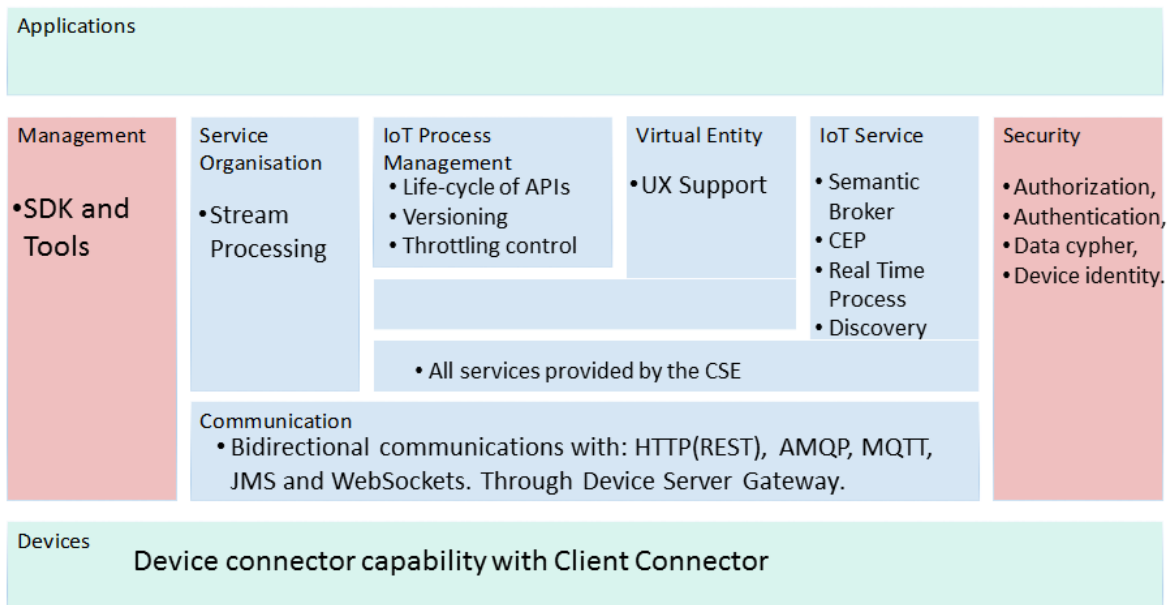 Applications
Management
• SDK and
Tools
Service
Organisation
• Stream
Processing
IoT Process
Management
• Life-cycle of APIs
• Versioning
• Throttling control
Virtual Entity
• UX Support
IoT Service
• Semantic
Broker
• CEP
• Real Time
Process
• Discovery
Security
• Authorization,
• Authentication,
• Data cypher,
• Device identity.
• All services provided by the CSE
Communication
• Bidirectional communications with: HTTP(REST), AMQP, MQTT,
JMS and WebSockets. Through Device Server Gateway.
Devices
Device connector capability with Client Connector